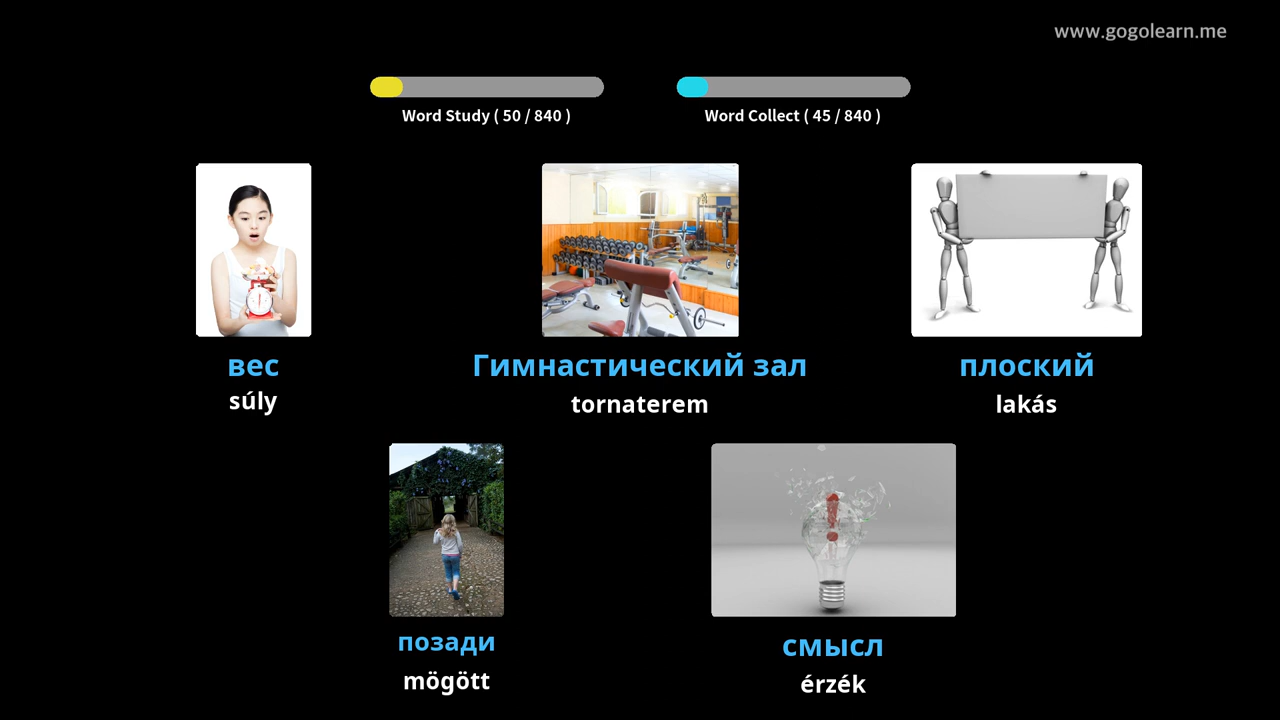 www.gogolearn.me
Word Study ( 50 / 840 )
Word Collect ( 45 / 840 )
вес
súly
Гимнастический зал
tornaterem
плоский
lakás
позади
mögött
смысл
érzék